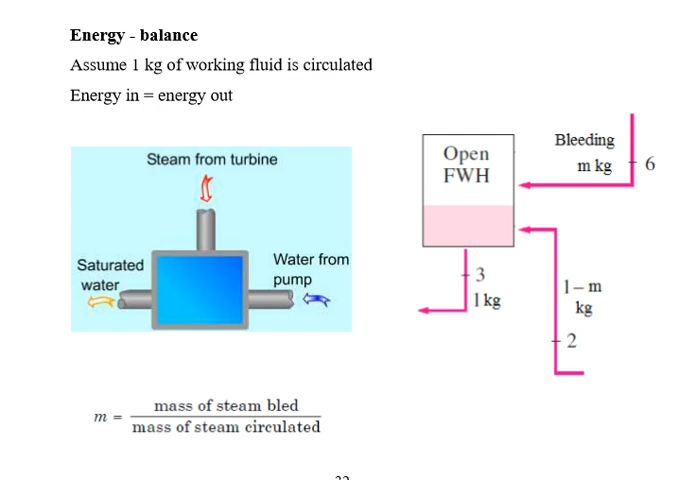 Energy - balance
Assume 1 kg of working fluid is circulated
Energy in = energy out
Steam from turbine
Saturated
water
Water from
pump
Open
FWH
Bleeding
m kg
6
3
1 kg
1 – m
kg
2
m = mass of steam bled
mass of steam circulated